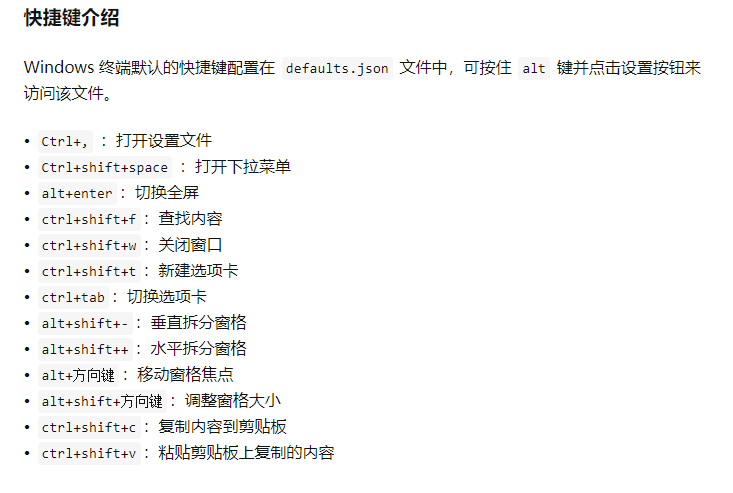 快捷键介绍
Windows 终端默认的快捷键配置在 defaults.json 文件中，可按住 alt 键并点击设置按钮来
访问该文件。
• Ctrl+, ：打开设置文件
• Ctrl+shift+space ：打开下拉菜单
• alt+enter：切换全屏
• ctrl+shift+f：查找内容
• ctrl+shift+w：关闭窗口
• ctrl+shift+t：新建选项卡
• ctrl+tab：切换选项卡
• alt+shift+-：垂直拆分窗格
• alt+shift++：水平拆分窗格
• alt+方向键：移动窗格焦点
• alt+shift+方向键：调整窗格大小
• ctrl+shift+c：复制内容到剪贴板
• ctrl+shift+v：粘贴剪贴板上复制的内容